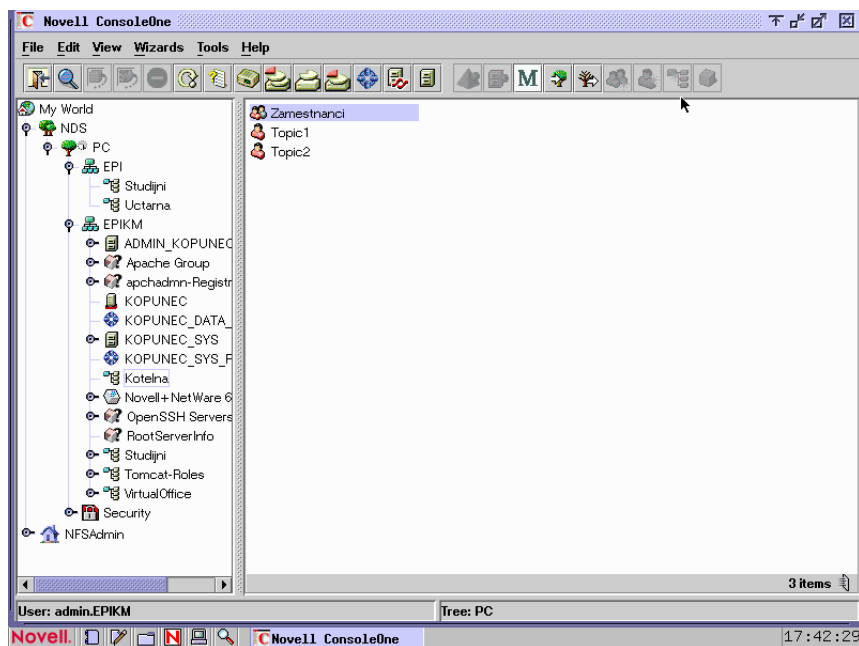 Novell ConsoleOne
File Edit View Wizards Tools Help
M
My World
NDS
PC
EPI
Studijni
Uctarna
EPIKM
ADMIN_KOPUNEC
Apache Group
apchadmn-Registr
KOPUNEC
KOPUNEC_DATA_
KOPUNEC_SYS
KOPUNEC_SYS_F
Kotelna
Novell+NetWare 6
OpenSSH Servers
RootServerInfo
Studijni
Tomcat-Roles
VirtualOffice
Security
NFSAdmin
Zamestnanci
Topic1
Topic2
3 items
User: admin.EPIKM
Tree: PC
Novell.
N
Novell ConsoleOne
17:42:29